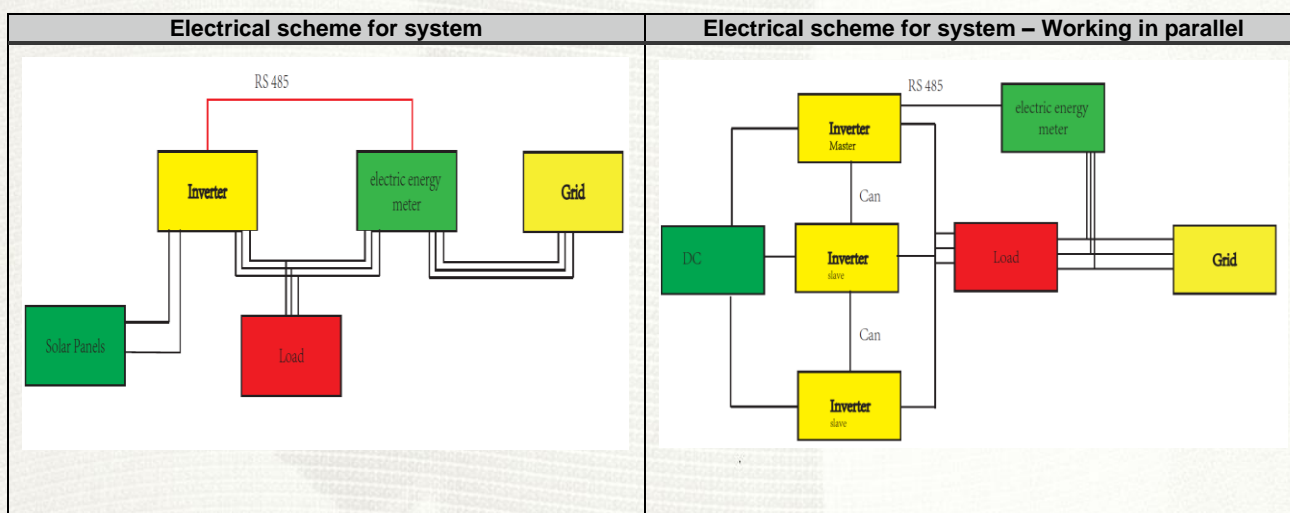 Electrical scheme for system
Electrical scheme for system – Working in parallel
RS 485
Inverter
electric energy
meter
Grid
Solar Panels
Load
RS 485
Inverter
Master
electric energy
meter
Can
DC
Inverter
slave
Load
Grid
Can
Inverter
slave